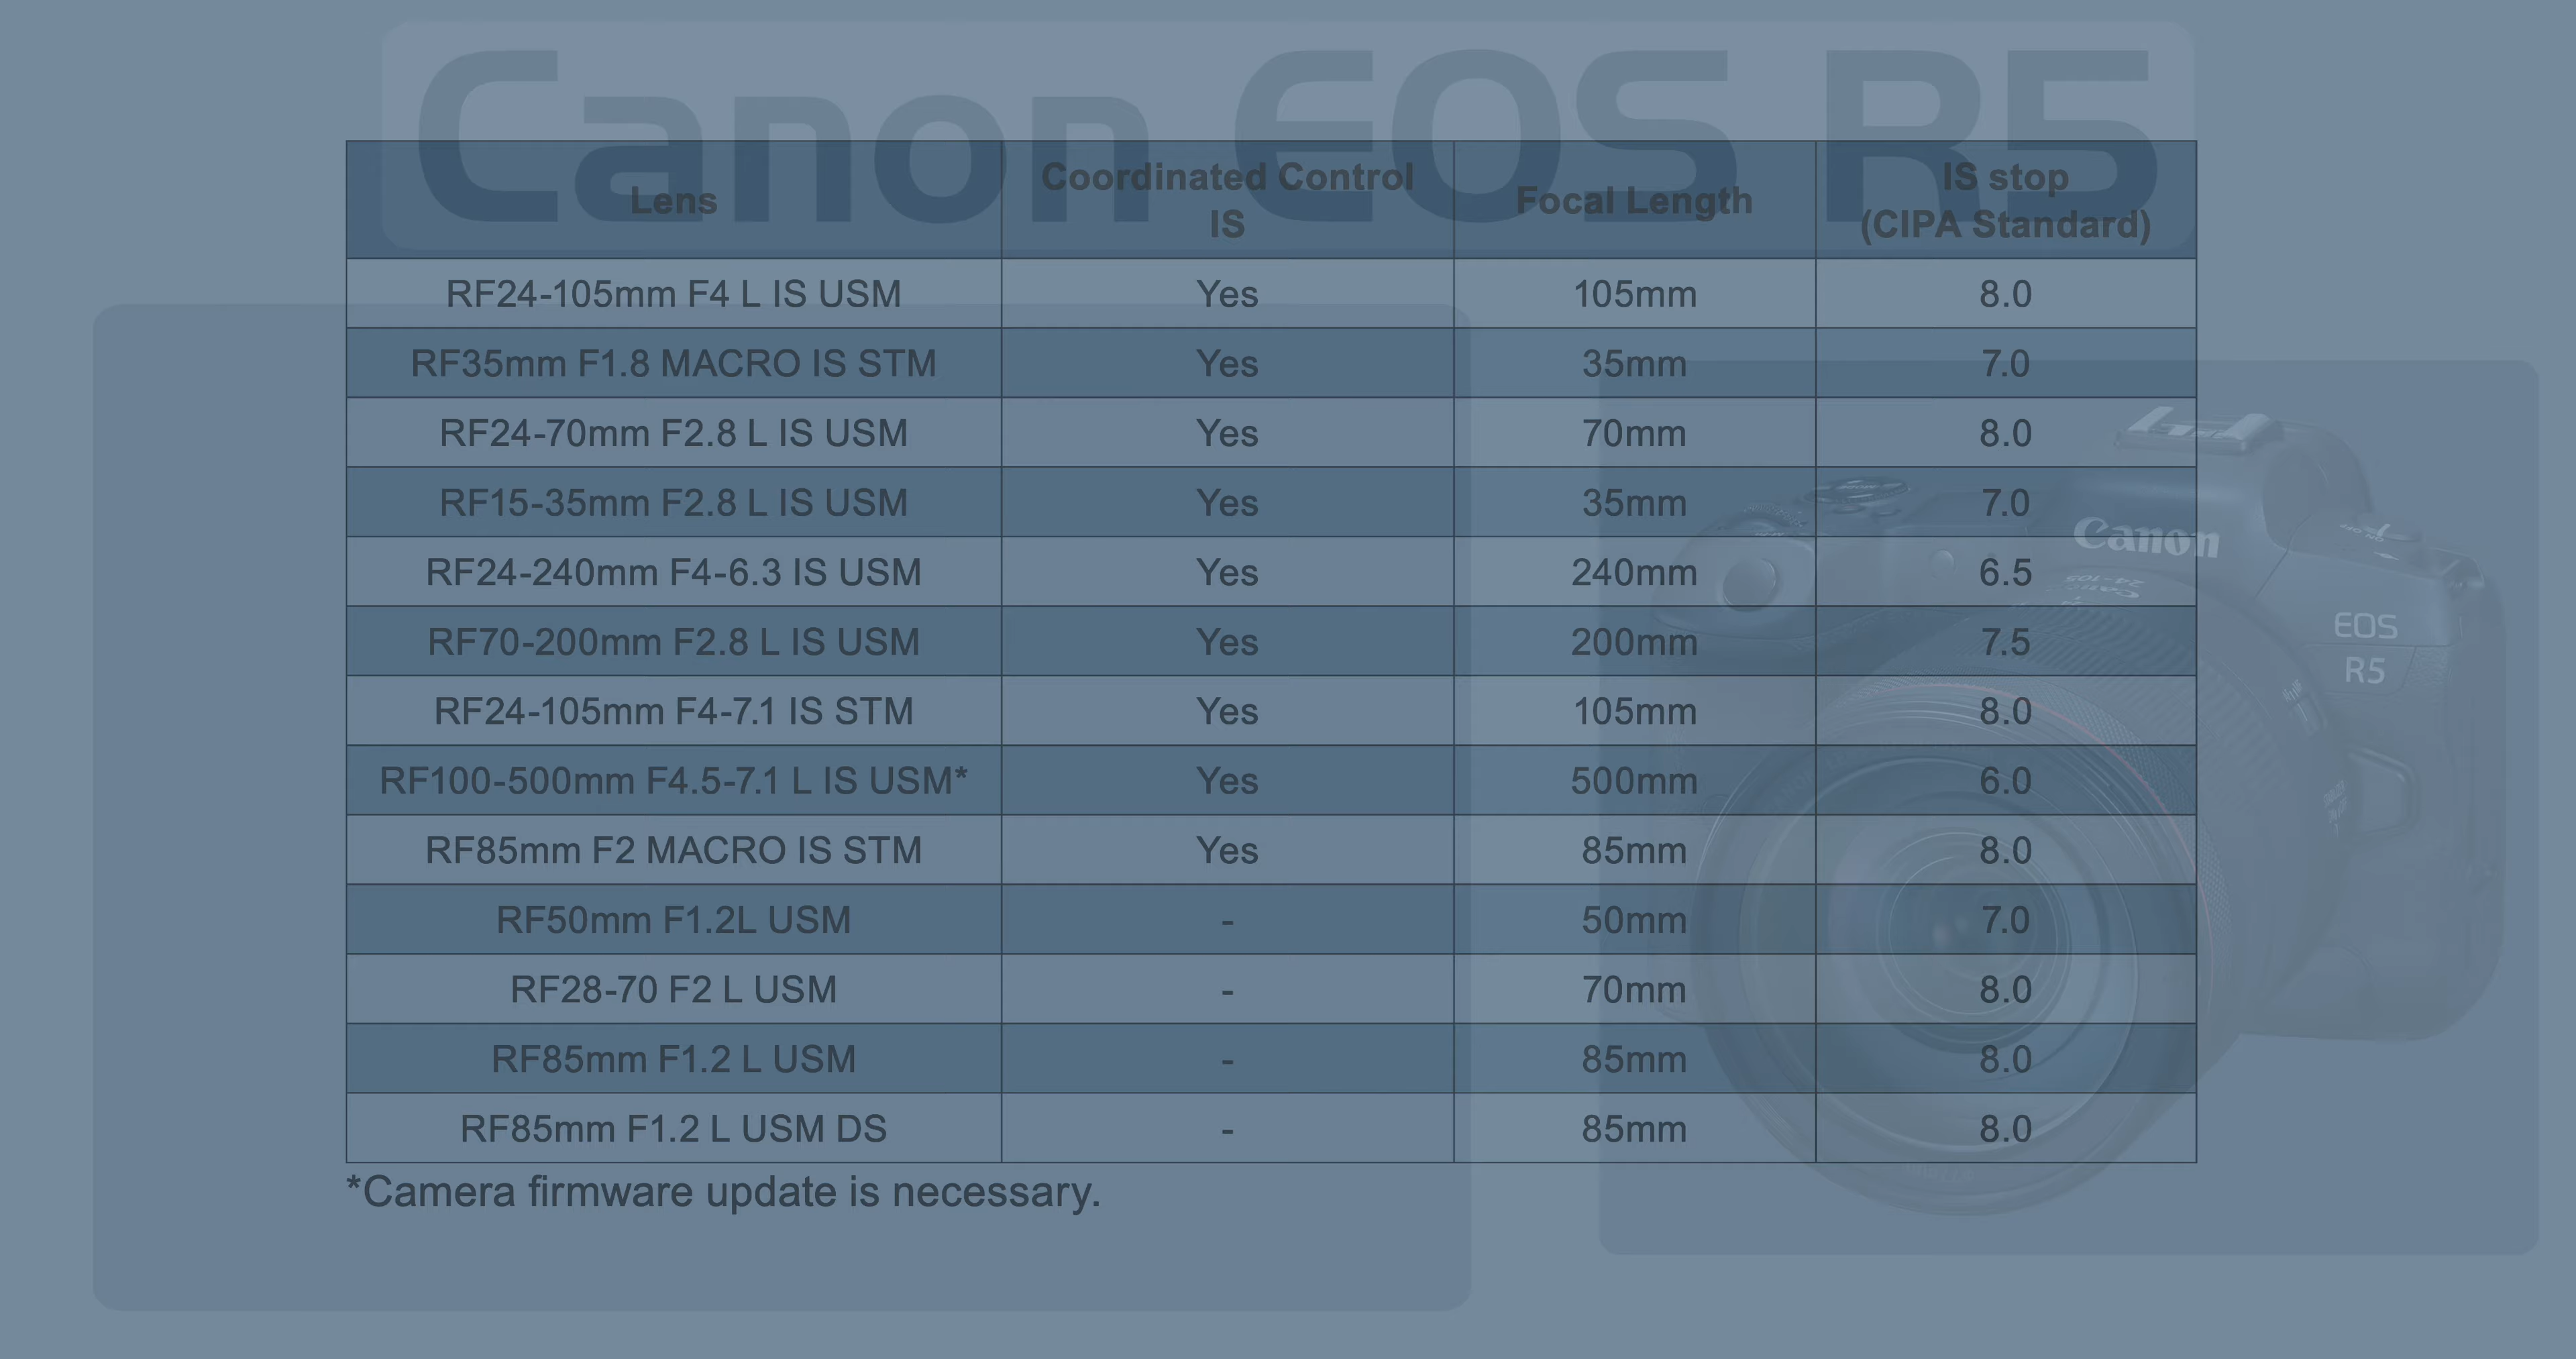 Canon EOS R5
Lens Coordinated Control IS Focal Length IS stop (CIPA Standard)
RF24-105mm F4 L IS USM Yes 105mm 8.0
RF35mm F1.8 MACRO IS STM Yes 35mm 7.0
RF24-70mm F2.8 L IS USM Yes 70mm 8.0
RF15-35mm F2.8 L IS USM Yes 35mm 7.0
RF24-240mm F4-6.3 IS USM Yes 240mm 6.5
RF70-200mm F2.8 L IS USM Yes 200mm 7.5
RF24-105mm F4-7.1 IS STM Yes 105mm 8.0
RF100-500mm F4.5-7.1 L IS USM* Yes 500mm 6.0
RF85mm F2 MACRO IS STM Yes 85mm 8.0
RF50mm F1.2L USM - 50mm 7.0
RF28-70 F2 L USM - 70mm 8.0
RF85mm F1.2 L USM - 85mm 8.0
RF85mm F1.2 L USM DS - 85mm 8.0
*Camera firmware update is necessary.
Canon
EOS
R5